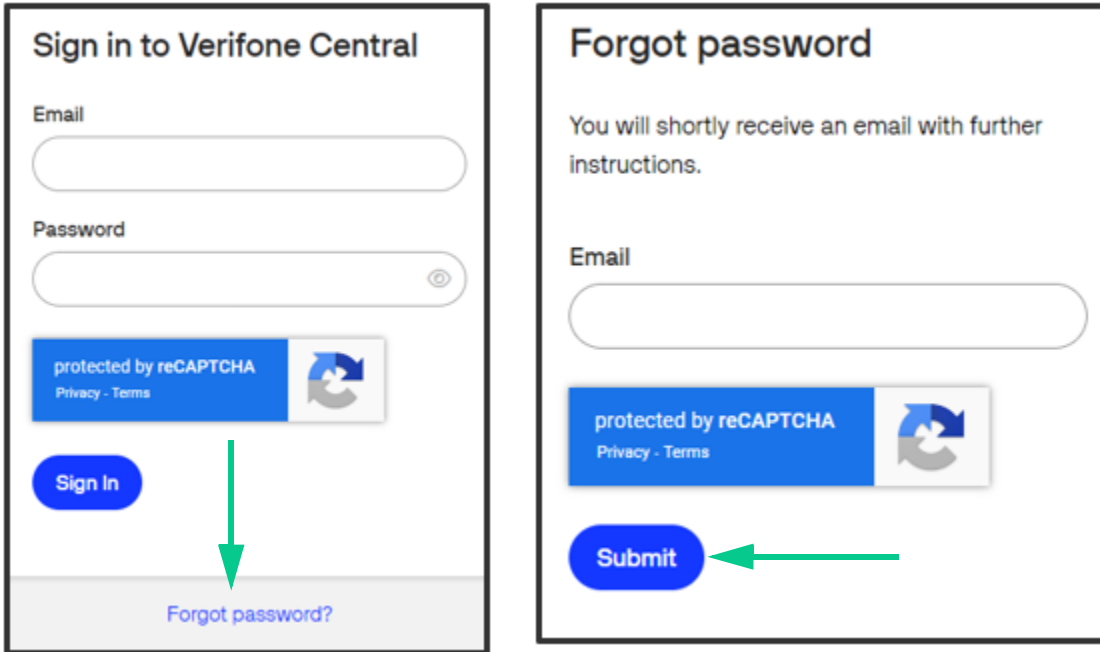 Sign in to Verifone Central
Email
Password
protected by reCAPTCHA
Privacy - Terms
Sign In
Forgot password?
Forgot password
You will shortly receive an email with further
instructions.
Email
protected by reCAPTCHA
Privacy - Terms
Submit